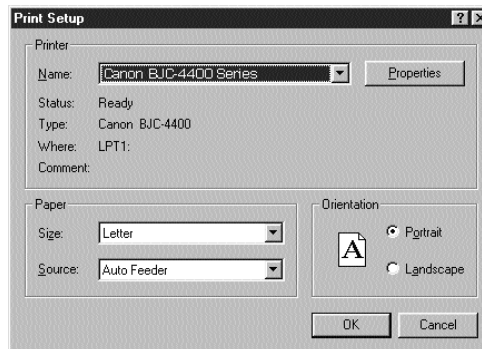 Print Setup
Printer
Name: Canon BJC-4400 Series Properties
Status: Ready
Type: Canon BJC-4400
Where: LPT1:
Comment:
Paper
Size: Letter
Source: Auto Feeder
Orientation
A
Portrait
Landscape
OK Cancel